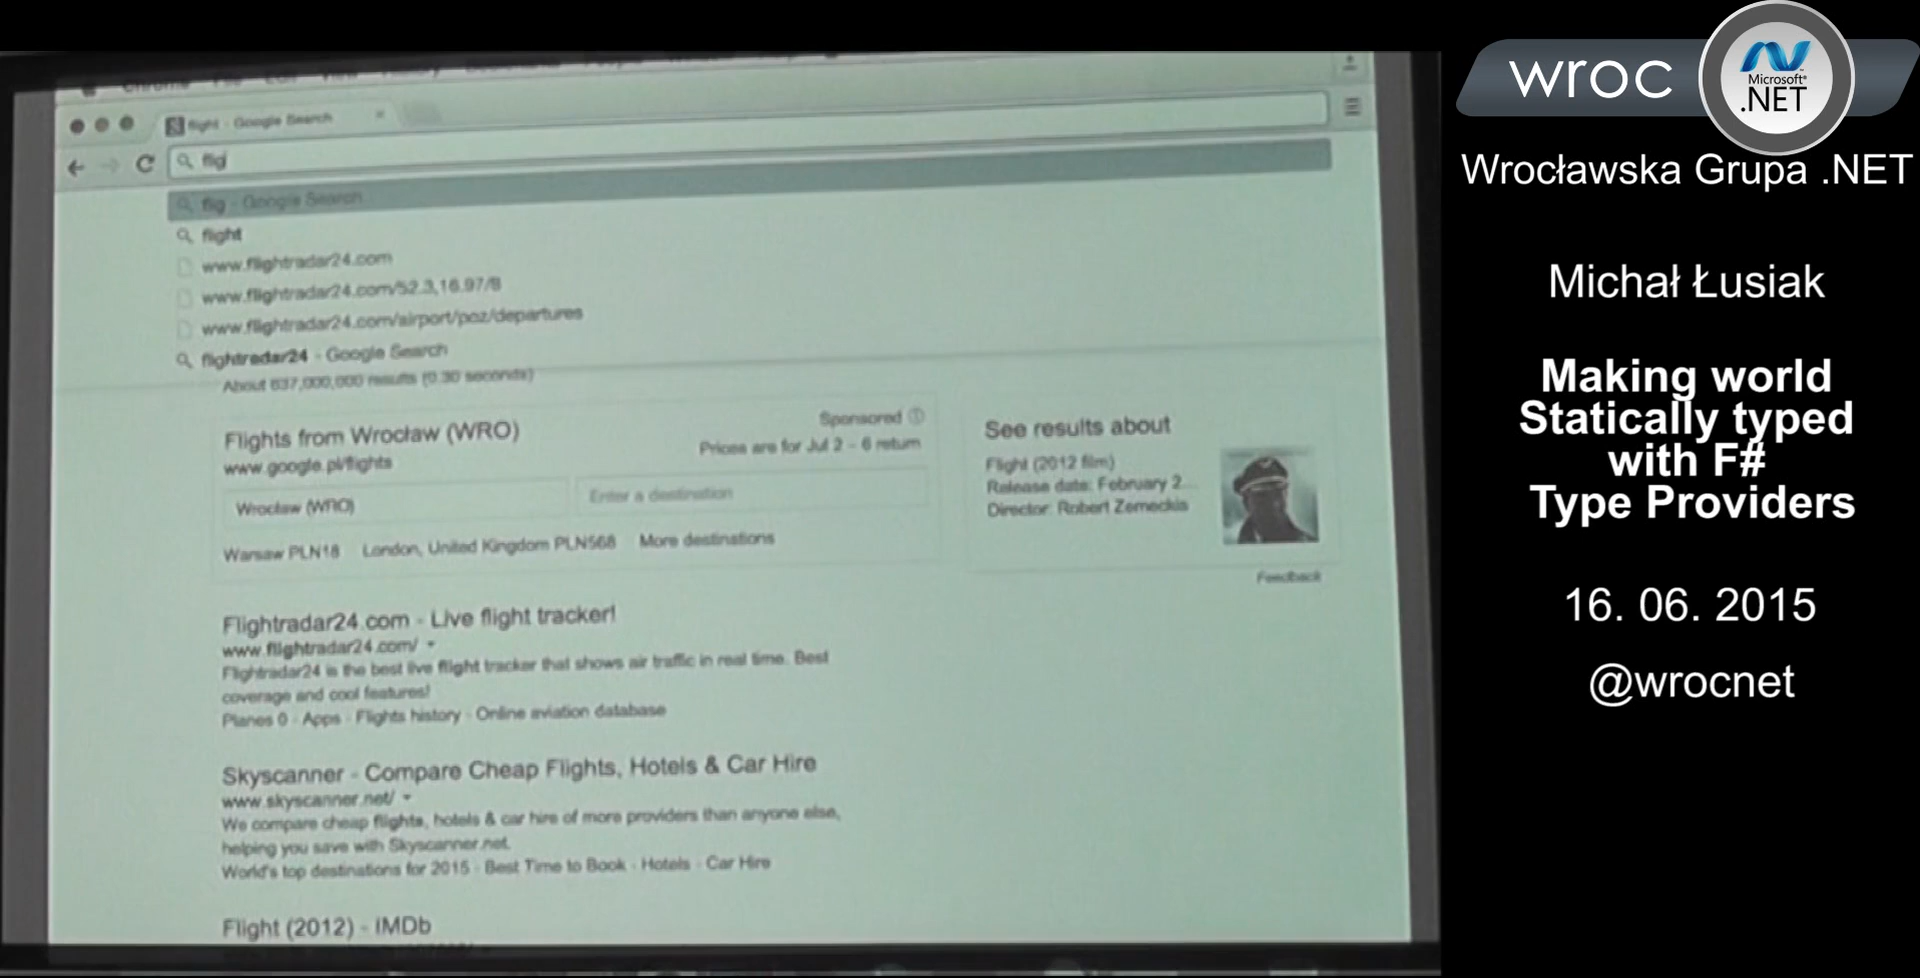 flight - Google Search
flig
flig - Google Search
flight
www.flightradar24.com
www.flightradar24.com/52.3,16.97/8
www.flightradar24.com/airport/poz/departures
flightradar24 - Google Search
About 637,000,000 results (0.30 seconds)
Flights from Wrocław (WRO)
www.google.pl/flights
Sponsored
Prices are for Jul 2 - 6 return
Wrocław (WRO)
Enter a destination
Warsaw PLN18 London, United Kingdom PLN568 More destinations
See results about
Flight (2012 film)
Release date: February 2...
Director: Robert Zemeckis
Feedback
Flightradar24.com - Live flight tracker!
www.flightradar24.com/
Flightradar24 is the best live flight tracker that shows air traffic in real time. Best
coverage and cool features!
Planes 0 - Apps - Flights history - Online aviation database
Skyscanner - Compare Cheap Flights, Hotels & Car Hire
www.skyscanner.net/
We compare cheap flights, hotels & car hire of more providers than anyone else,
helping you save with Skyscanner.net.
World's top destinations for 2015 - Best Time to Book - Hotels - Car Hire
Flight (2012) - IMDb
wroc
Microsoft®
.NET
Wrocławska Grupa .NET
Michał Łusiak
Making world
Statically typed
with F#
Type Providers
16. 06. 2015
@wrocnet